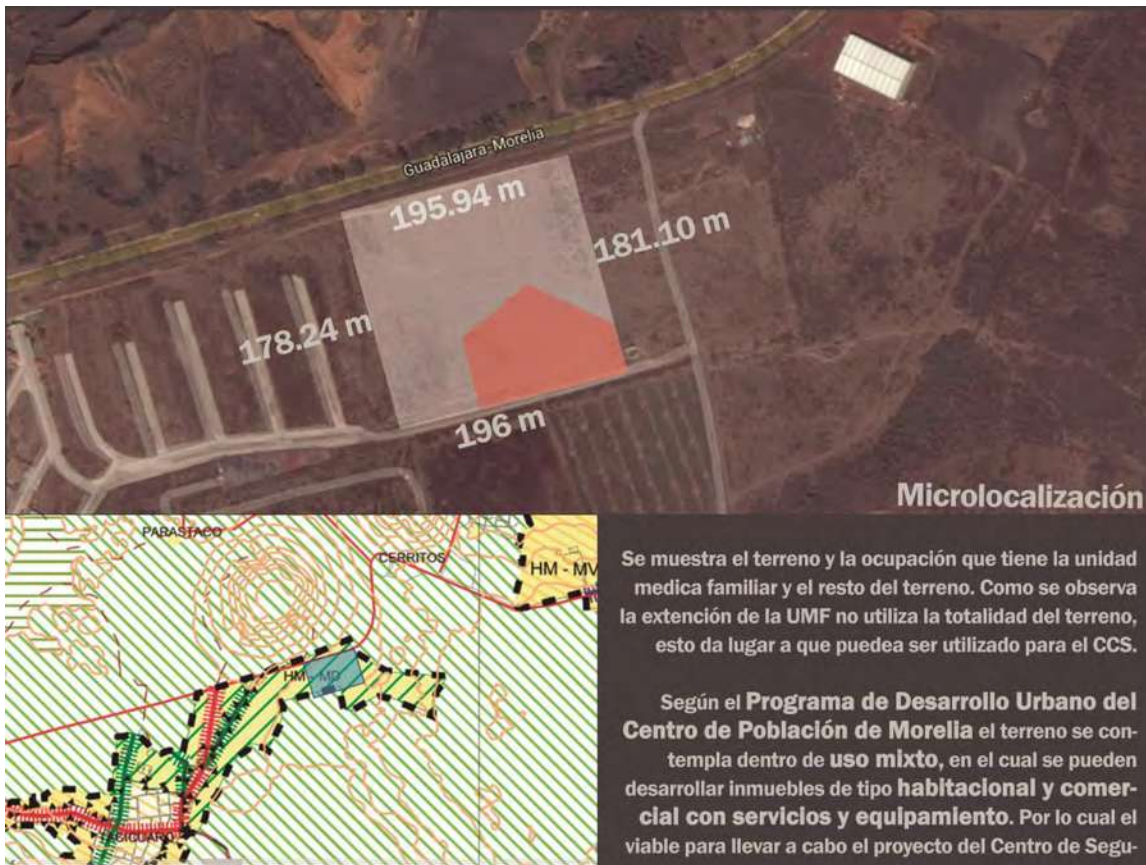 Guadalajara-Morelia
195.94 m
181.10 m
178.24 m
196 m
Microlocalización
PARASTACO
CERRITOS
HM - MV
HM - MD
Se muestra el terreno y la ocupación que tiene la unidad
medica familiar y el resto del terreno. Como se observa
la extención de la UMF no utiliza la totalidad del terreno,
esto da lugar a que puedea ser utilizado para el CCS.
Según el Programa de Desarrollo Urbano del
Centro de Población de Morelia el terreno se con-
templa dentro de uso mixto, en el cual se pueden
desarrollar inmuebles de tipo habitacional y comer-
cial con servicios y equipamiento. Por lo cual el
viable para llevar a cabo el proyecto del Centro de Segu-